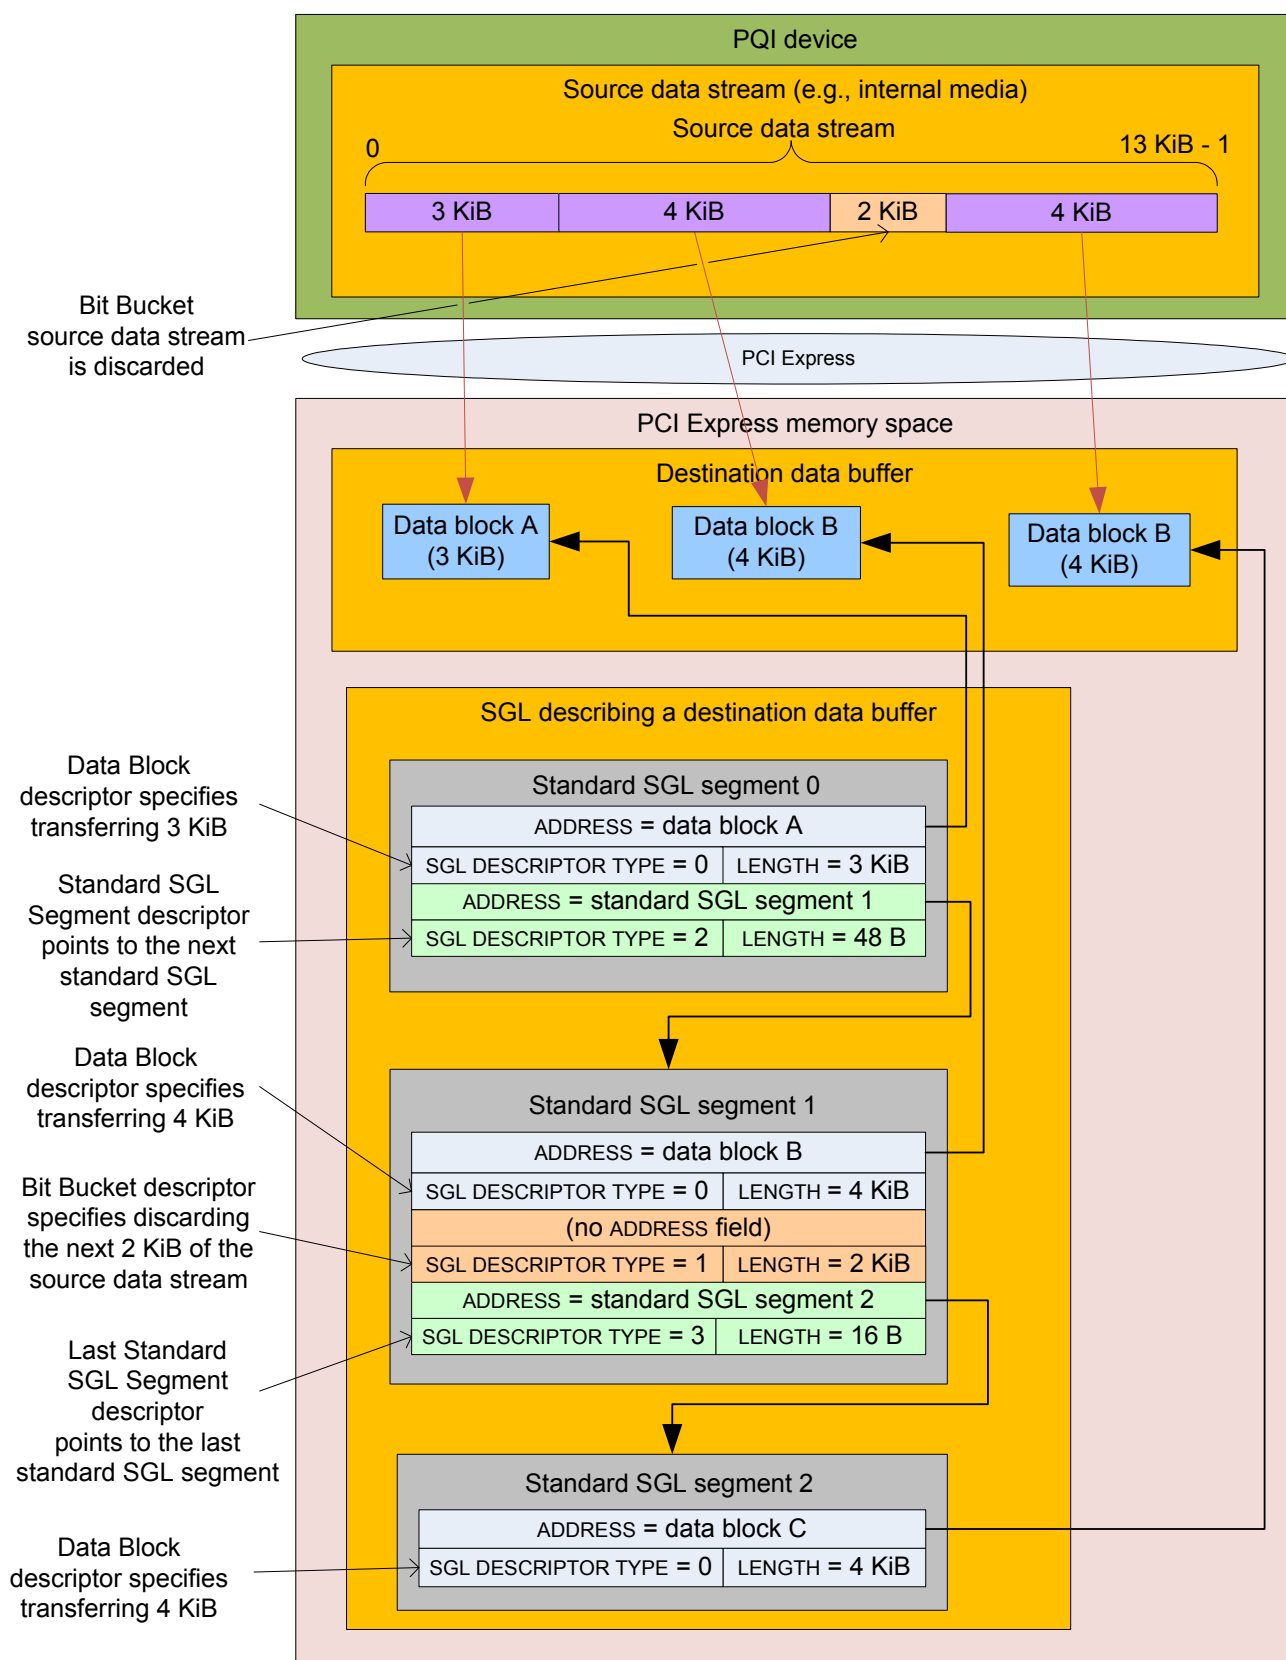 PQI device
Source data stream (e.g., internal media)
Source data stream
0
13 KiB - 1
3 KiB
4 KiB
2 KiB
4 KiB
Bit Bucket
source data stream
is discarded
PCI Express
PCI Express memory space
Destination data buffer
Data block A
(3 KiB)
Data block B
(4 KiB)
Data block B
(4 KiB)
SGL describing a destination data buffer
Data Block
descriptor specifies
transferring 3 KiB
Standard SGL segment 0
ADDRESS = data block A
SGL DESCRIPTOR TYPE = 0
LENGTH = 3 KiB
Standard SGL
Segment descriptor
points to the next
standard SGL
segment
ADDRESS = standard SGL segment 1
SGL DESCRIPTOR TYPE = 2
LENGTH = 48 B
Data Block
descriptor specifies
transferring 4 KiB
Standard SGL segment 1
ADDRESS = data block B
SGL DESCRIPTOR TYPE = 0
LENGTH = 4 KiB
Bit Bucket descriptor
specifies discarding
the next 2 KiB of the
source data stream
(no ADDRESS field)
SGL DESCRIPTOR TYPE = 1
LENGTH = 2 KiB
ADDRESS = standard SGL segment 2
SGL DESCRIPTOR TYPE = 3
LENGTH = 16 B
Last Standard
SGL Segment
descriptor
points to the last
standard SGL segment
Standard SGL segment 2
ADDRESS = data block C
SGL DESCRIPTOR TYPE = 0
LENGTH = 4 KiB
Data Block
descriptor specifies
transferring 4 KiB